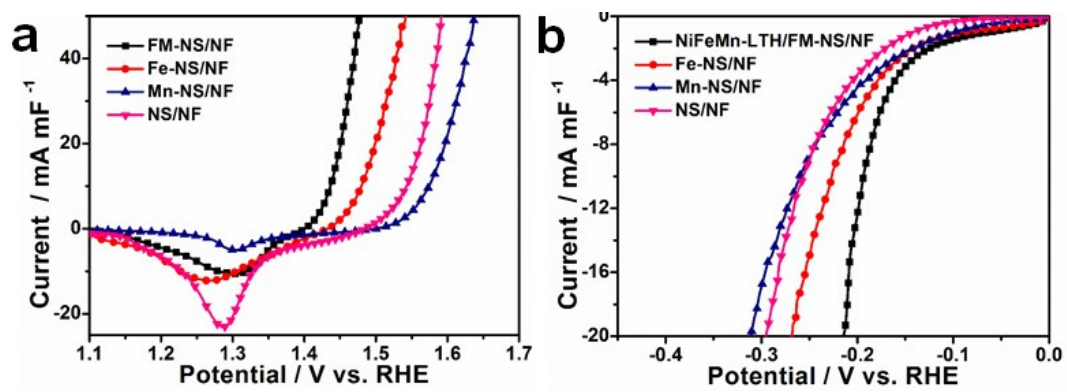 a
FM-NS/NF
Fe-NS/NF
Mn-NS/NF
NS/NF
Current / mA mF⁻¹
40
20
0
-20
1.1 1.2 1.3 1.4 1.5 1.6 1.7
Potential / V vs. RHE
b
NiFeMn-LTH/FM-NS/NF
Fe-NS/NF
Mn-NS/NF
NS/NF
Current / mA mF⁻¹
0
-4
-8
-12
-16
-20
-0.4 -0.3 -0.2 -0.1 0.0
Potential / V vs. RHE